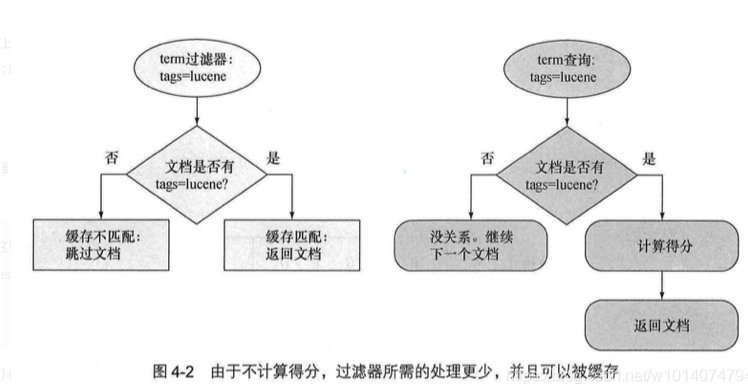 term过滤器:
tags=lucene
否
文档是否有
tags=lucene?
是
缓存不匹配:
跳过文档
缓存匹配:
返回文档
term查询:
tags=lucene
否
文档是否有
tags=lucene?
是
没关系。继续
下一个文档
计算得分
返回文档
图 4-2 由于不计算得分，过滤器所需的处理更少，并且可以被缓存